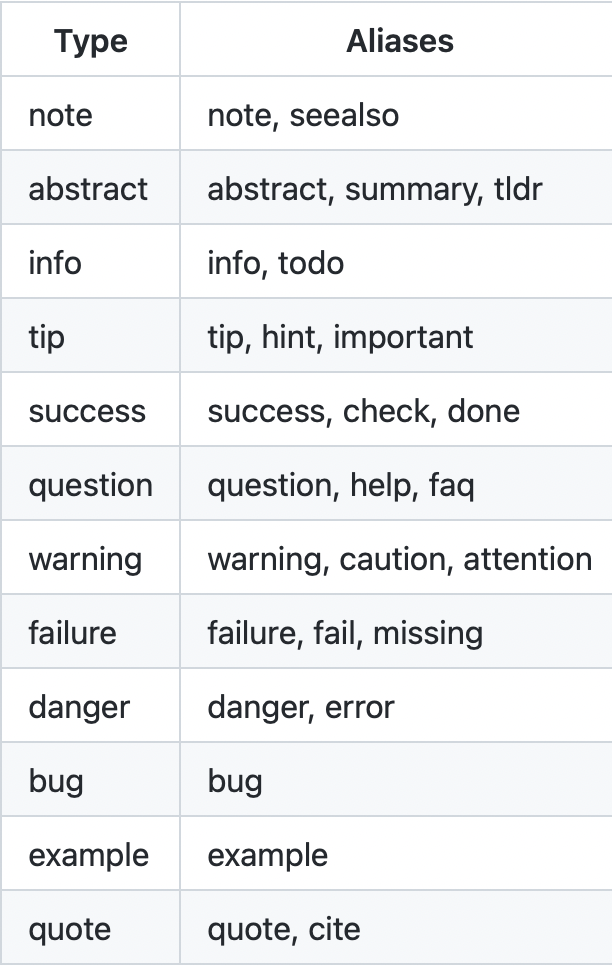 Type Aliases
note note, seealso
abstract abstract, summary, tldr
info info, todo
tip tip, hint, important
success success, check, done
question question, help, faq
warning warning, caution, attention
failure failure, fail, missing
danger danger, error
bug bug
example example
quote quote, cite